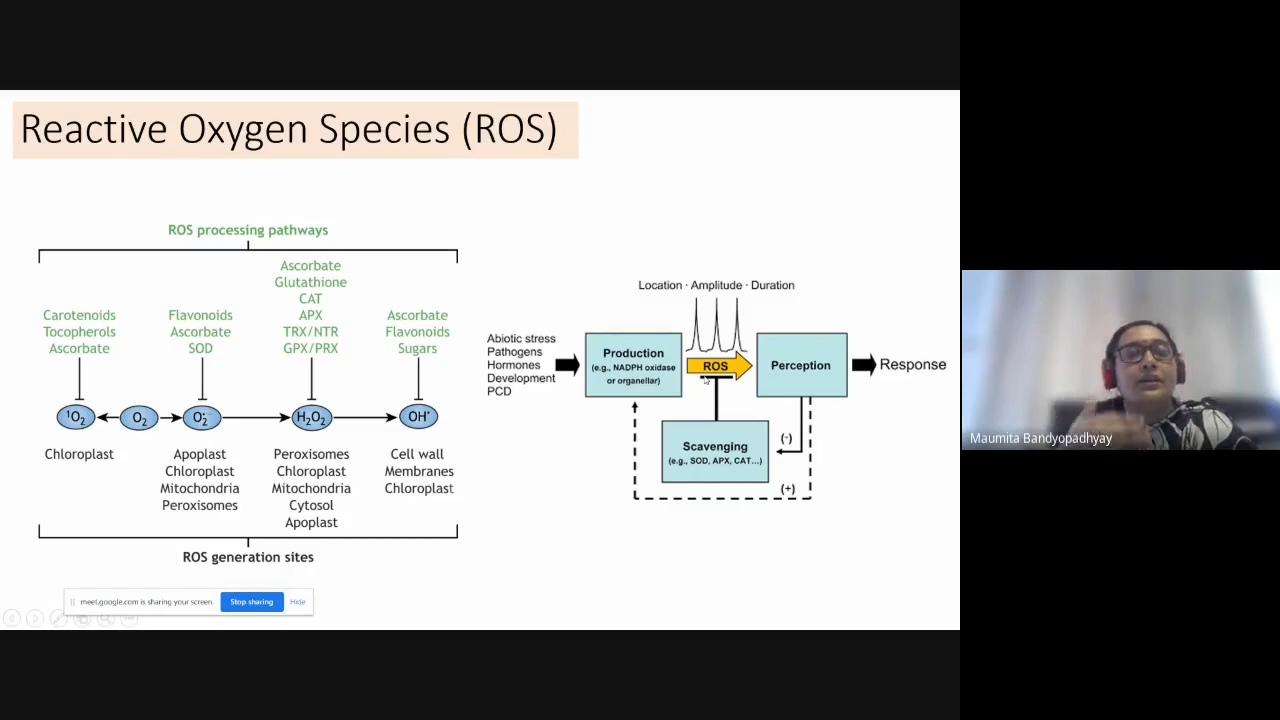 Reactive Oxygen Species (ROS)
ROS processing pathways
Carotenoids
Tocopherols
Ascorbate
Flavonoids
Ascorbate
SOD
Ascorbate
Glutathione
CAT
APX
TRX/NTR
GPX/PRX
Ascorbate
Flavonoids
Sugars
¹O₂
O₂
O₂·⁻
H₂O₂
OH·
Chloroplast
Apoplast
Chloroplast
Mitochondria
Peroxisomes
Peroxisomes
Chloroplast
Mitochondria
Cytosol
Apoplast
Cell wall
Membranes
Chloroplast
ROS generation sites
Location · Amplitude · Duration
Abiotic stress
Pathogens
Hormones
Development
PCD
Production
(e.g., NADPH oxidase
or organellar)
ROS
Perception
Response
Scavenging
(e.g., SOD, APX, CAT...)
(-)
(+)
meet.google.com is sharing your screen.
Stop sharing
Hide
Maumita Bandyopadhyay